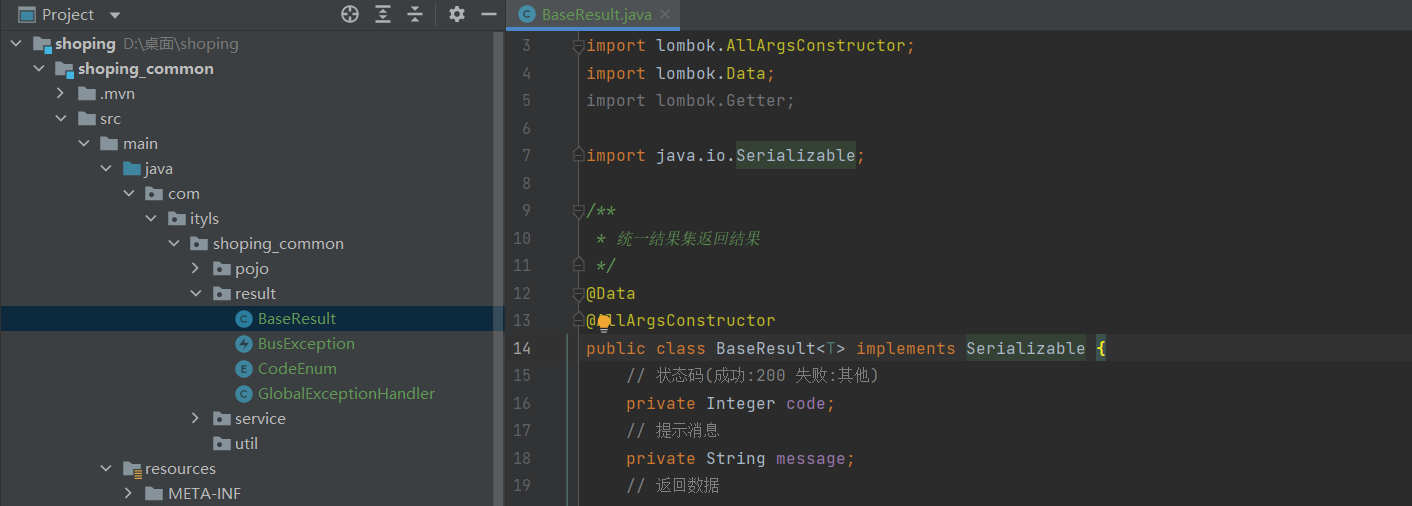 Project
shoping D:\桌面\shoping
shoping_common
.mvn
src
main
java
com
ityls
shoping_common
pojo
result
BaseResult
BusException
CodeEnum
GlobalExceptionHandler
service
util
resources
META-INF
BaseResult.java
3 import lombok.AllArgsConstructor;
4 import lombok.Data;
5 import lombok.Getter;
6
7 import java.io.Serializable;
8
9 /**
10 * 统一结果集返回结果
11 */
12 @Data
13 @AllArgsConstructor
14 public class BaseResult<T> implements Serializable {
15 // 状态码(成功:200 失败:其他)
16 private Integer code;
17 // 提示消息
18 private String message;
19 // 返回数据